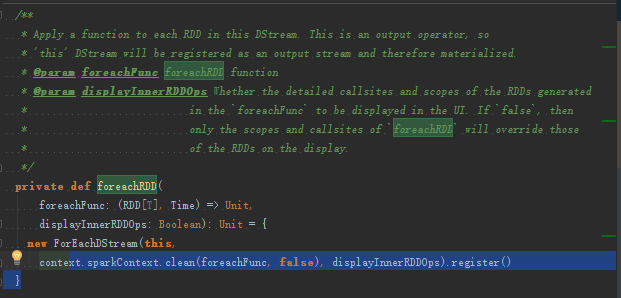 /**
* Apply a function to each RDD in this DStream. This is an output operator, so
* 'this' DStream will be registered as an output stream and therefore materialized.
* @param foreachFunc foreachRDD function
* @param displayInnerRDDOps Whether the detailed callsites and scopes of the RDDs generated
* in the `foreachFunc` to be displayed in the UI. If `false`, then
* only the scopes and callsites of `foreachRDD` will override those
* of the RDDs on the display.
*/
private def foreachRDD(
foreachFunc: (RDD[T], Time) => Unit,
displayInnerRDDOps: Boolean): Unit = {
new ForEachDStream(this,
context.sparkContext.clean(foreachFunc, false), displayInnerRDDOps).register()
}